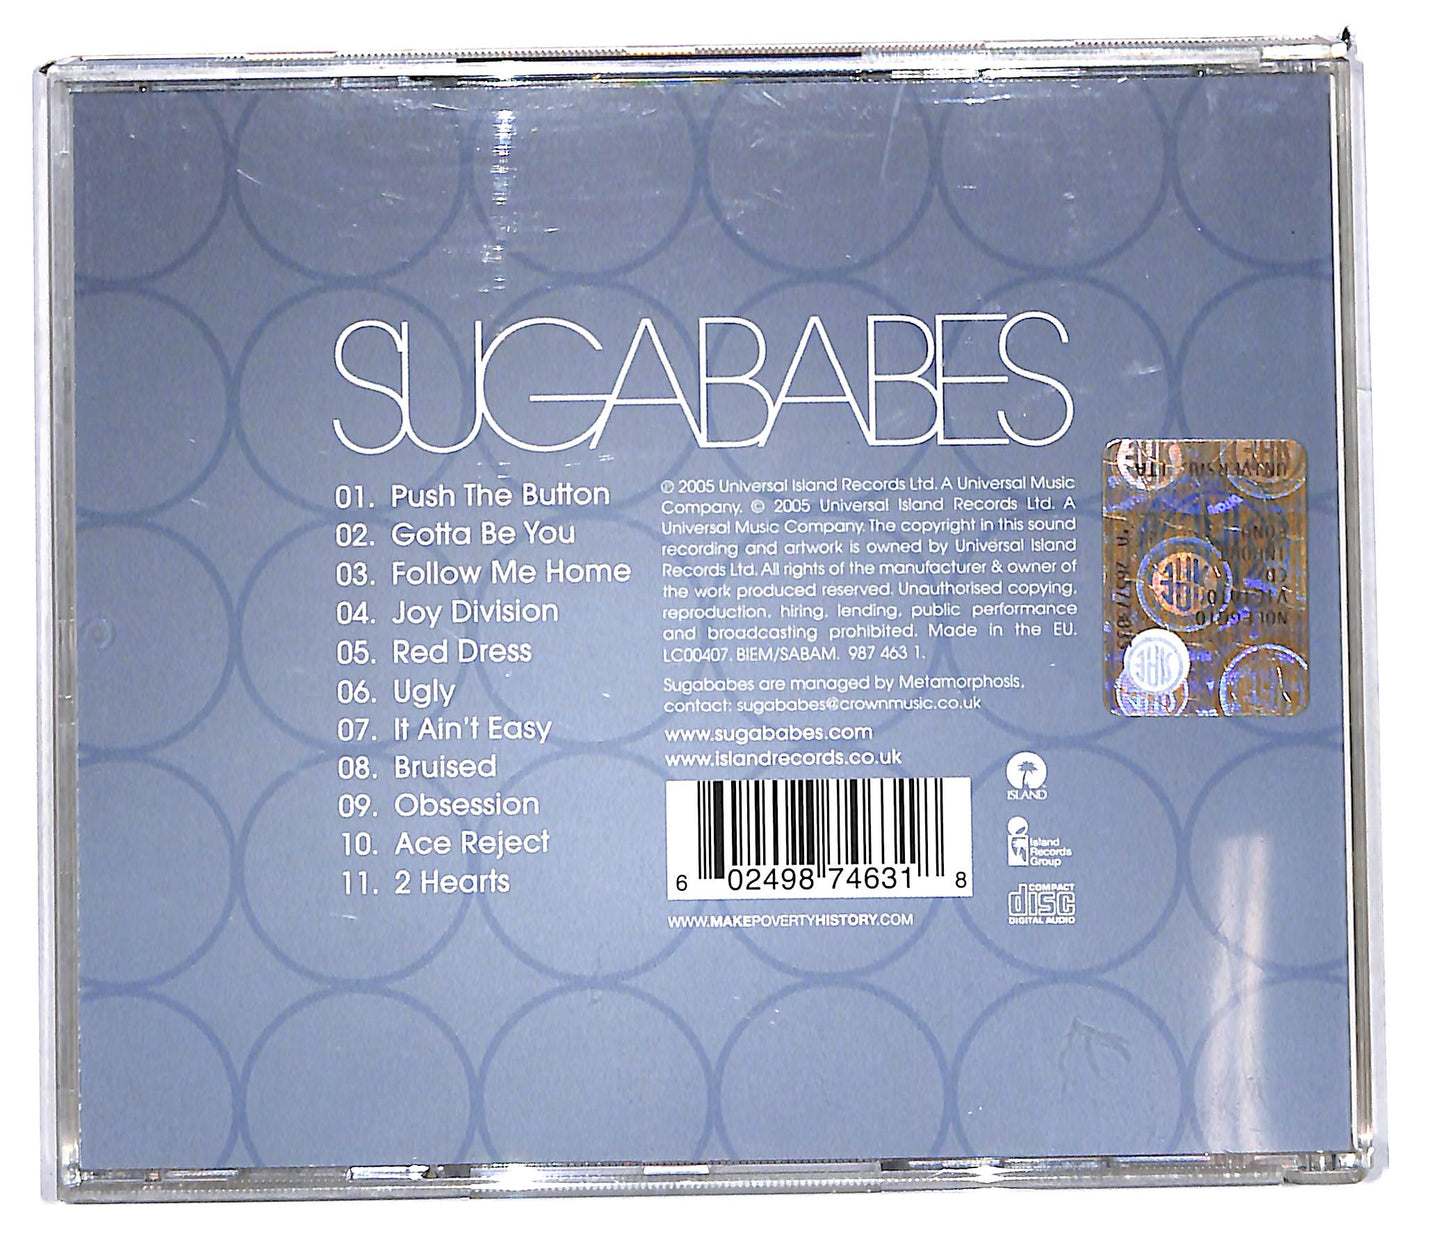 SUGABABES
01. Push The Button
02. Gotta Be You
03. Follow Me Home
04. Joy Division
05. Red Dress
06. Ugly
07. It Ain't Easy
08. Bruised
09. Obsession
10. Ace Reject
11. 2 Hearts
℗ 2005 Universal Island Records Ltd. A Universal Music
Company. © 2005 Universal Island Records Ltd. A
Universal Music Company. The copyright in this sound
recording and artwork is owned by Universal Island
Records Ltd. All rights of the manufacturer & owner of
the work produced reserved. Unauthorised copying,
reproduction, hiring, lending, public performance
and broadcasting prohibited. Made in the EU.
LC00407. BIEM/SABAM. 987 463 1.
Sugababes are managed by Metamorphosis,
contact: sugababes@crownmusic.co.uk
www.sugababes.com
www.islandrecords.co.uk
6 02498 74631 8
WWW.MAKEPOVERTYHISTORY.COM
ISLAND
Island
Records
Group
COMPACT
disc
DIGITAL AUDIO
UNIVERSAL
NOLEGGIO
SIAE